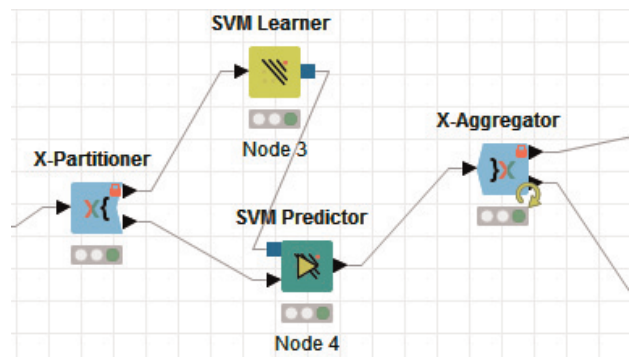 SVM Learner
Node 3
X-Partitioner
X{
X-Aggregator
}X
SVM Predictor
Node 4